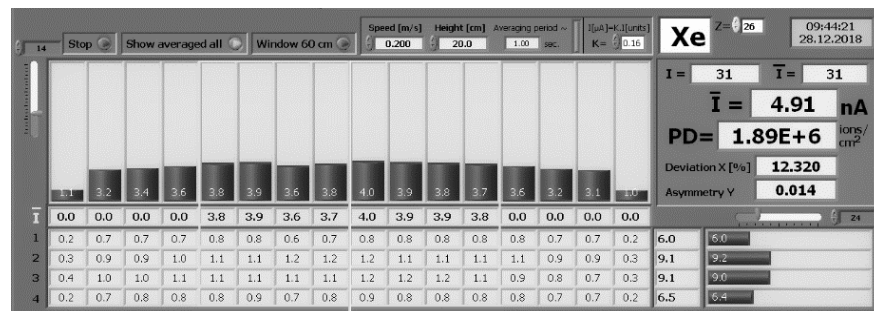 Speed [m/s] Height [cm] Averaging period ~ I[µA]=K.I[units]
14 Stop Show averaged all Window 60 cm 0.200 20.0 1.00 sec. K= 0.16
Xe Z= 26 09:44:21
28.12.2018
I = 31 I = 31
I = 4.91 nA
PD= 1.89E+6 ions/cm2
Deviation X [%] 12.320
Asymmetry Y 0.014
24
1.1 3.2 3.4 3.6 3.8 3.9 3.6 3.8 4.0 3.9 3.8 3.7 3.6 3.2 3.1 1.0
I 0.0 0.0 0.0 0.0 3.8 3.9 3.6 3.7 4.0 3.9 3.9 3.8 0.0 0.0 0.0 0.0
1 0.2 0.7 0.7 0.7 0.8 0.8 0.6 0.7 0.8 0.8 0.8 0.8 0.8 0.7 0.7 0.2 6.0 6.0
2 0.3 0.9 0.9 1.0 1.1 1.1 1.2 1.2 1.2 1.1 1.1 1.1 1.1 0.9 0.9 0.3 9.1 9.2
3 0.4 1.0 1.0 1.1 1.1 1.1 1.1 1.1 1.2 1.2 1.2 1.1 0.9 0.8 0.7 0.3 9.1 9.0
4 0.2 0.7 0.8 0.8 0.8 0.9 0.7 0.8 0.9 0.8 0.8 0.8 0.8 0.7 0.7 0.2 6.5 6.4